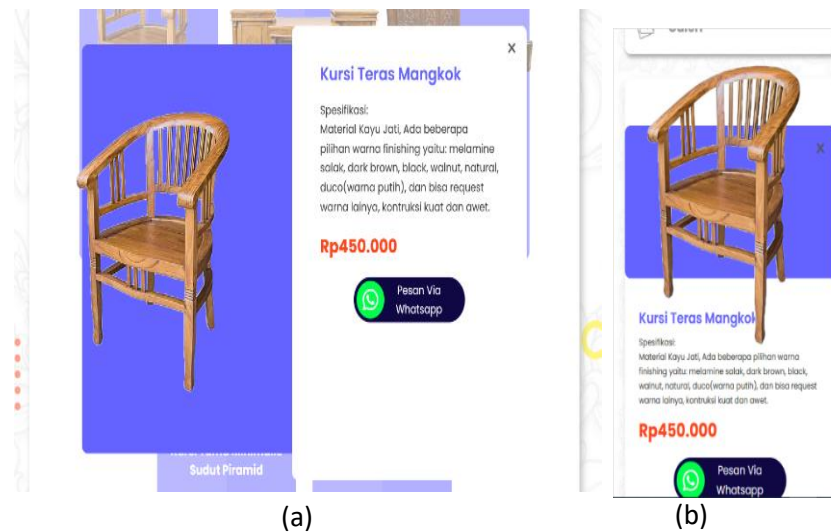 X
Kursi Teras Mangkok
Spesifikasi:
Material Kayu Jati, Ada beberapa
pilihan warna finishing yaitu: melamine
salak, dark brown, black, walnut, natural,
duco(warna putih), dan bisa request
warna lainya, kontruksi kuat dan awet.
Rp450.000
Pesan Via
Whatsapp
Sudut Piramid
(a)
X
Kursi Teras Mangkok
Spesifikasi:
Material Kayu Jati, Ada beberapa pilihan warna
finishing yaitu: melamine salak, dark brown, black,
walnut, natural, duco(warna putih), dan bisa request
warna lainya, kontruksi kuat dan awet.
Rp450.000
Pesan Via
Whatsapp
(b)